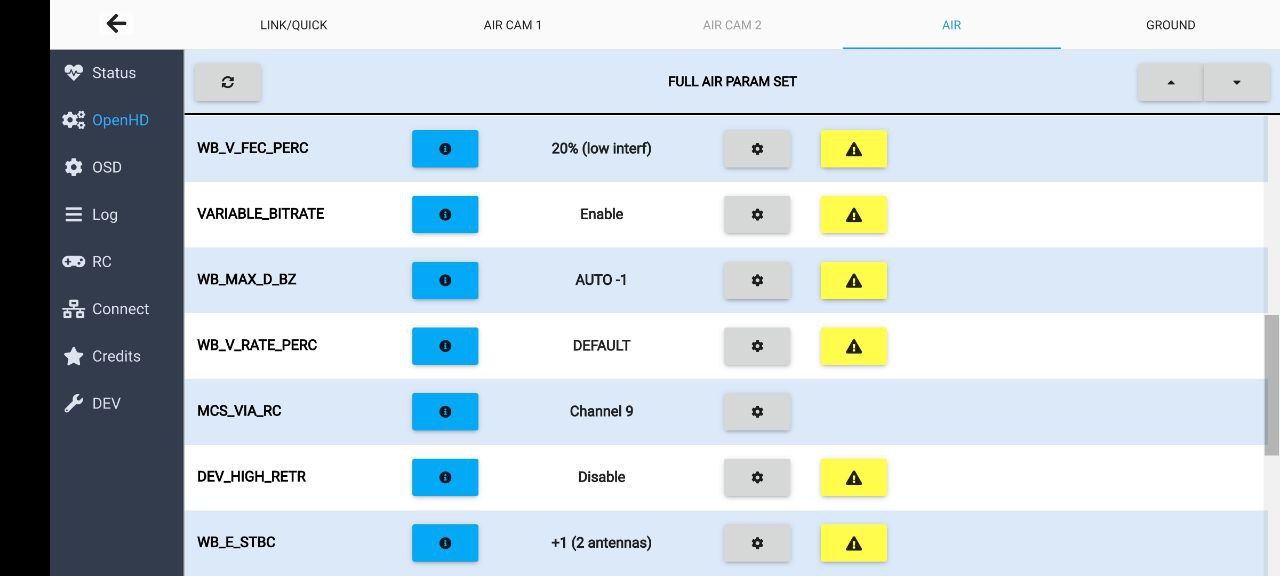 LINK/QUICK AIR CAM 1 AIR CAM 2 AIR GROUND
Status
OpenHD
OSD
Log
RC
Connect
Credits
DEV
FULL AIR PARAM SET
WB_V_FEC_PERC 20% (low interf)
VARIABLE_BITRATE Enable
WB_MAX_D_BZ AUTO -1
WB_V_RATE_PERC DEFAULT
MCS_VIA_RC Channel 9
DEV_HIGH_RETR Disable
WB_E_STBC +1 (2 antennas)